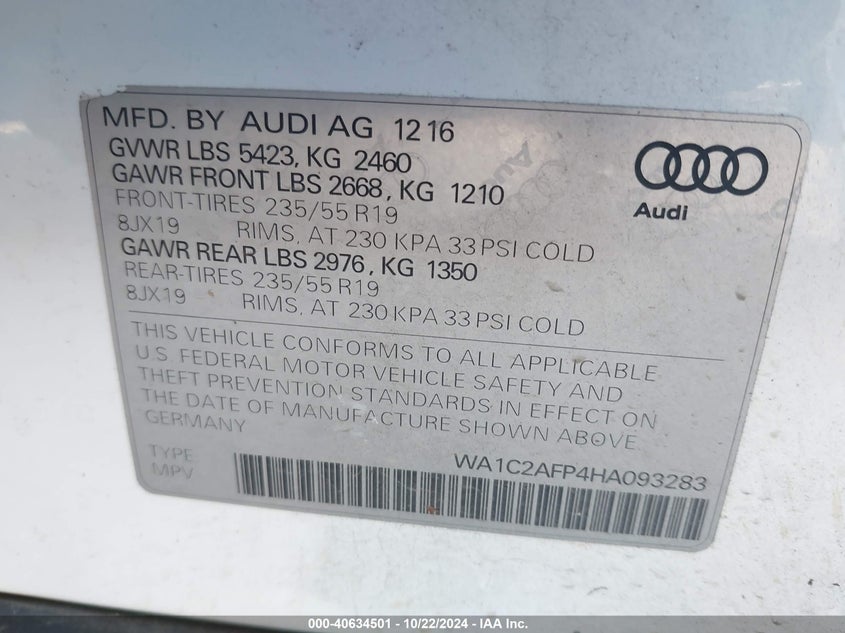 MFD. BY AUDI AG 12 16
GVWR LBS 5423, KG 2460
GAWR FRONT LBS 2668, KG 1210
FRONT-TIRES 235/55 R19
8JX19 RIMS, AT 230 KPA 33 PSI COLD
GAWR REAR LBS 2976, KG 1350
REAR-TIRES 235/55 R19
8JX19 RIMS, AT 230 KPA 33 PSI COLD
Audi
THIS VEHICLE CONFORMS TO ALL APPLICABLE
U.S. FEDERAL MOTOR VEHICLE SAFETY AND
THEFT PREVENTION STANDARDS IN EFFECT ON
THE DATE OF MANUFACTURE SHOWN ABOVE
GERMANY
TYPE
MPV
WA1C2AFP4HA093283
000-40634501 - 10/22/2024 - WA1C2AFP4HA093283 - IAA Inc.